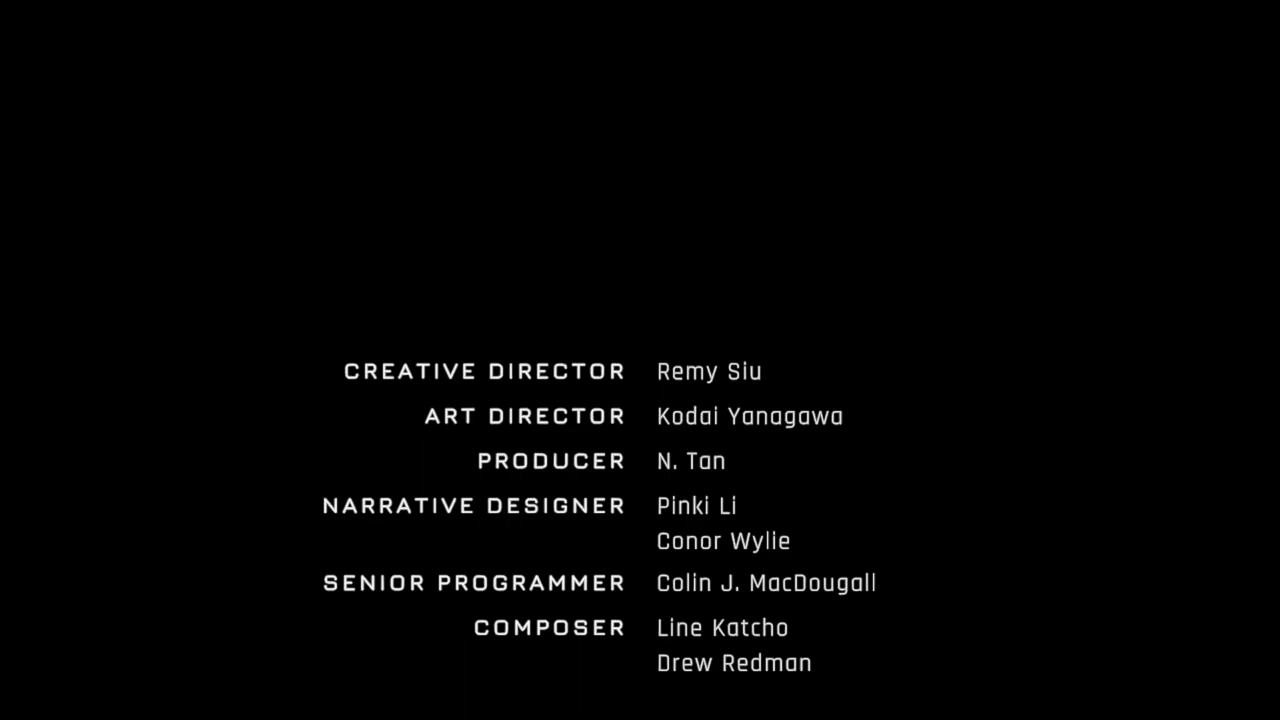 CREATIVE DIRECTOR Remy Siu
ART DIRECTOR Kodai Yanagawa
PRODUCER N. Tan
NARRATIVE DESIGNER Pinki Li
Conor Wylie
SENIOR PROGRAMMER Colin J. MacDougall
COMPOSER Line Katcho
Drew Redman